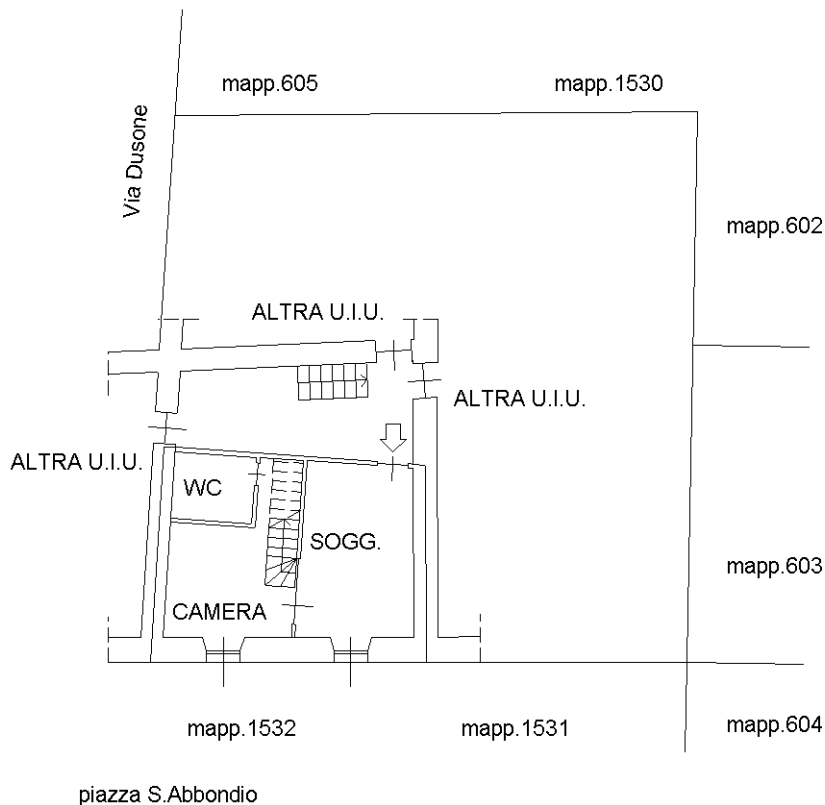 mapp.605
mapp.1530
Via Dusone
mapp.602
ALTRA U.I.U.
ALTRA U.I.U.
ALTRA U.I.U.
WC
SOGG.
mapp.603
CAMERA
mapp.1532
mapp.1531
mapp.604
piazza S.Abbondio